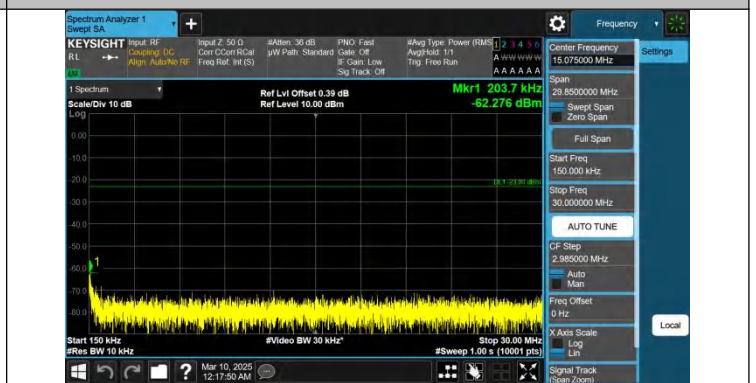 Spectrum Analyzer 1
Swept SA
Frequency
KEYSIGHT
RL
Input: RF
Coupling: DC
Align: Auto/No RF
Input Z: 50 Ω
Corr CCorr RCal
Freq Ref: Int (S)
#Atten: 36 dB
µW Path: Standard
PNO: Fast
Gate: Off
IF Gain: Low
Sig Track: Off
#Avg Type: Power (RMS)
Avg|Hold: 1/1
Trig: Free Run
1 2 3 4 5 6
A W W W W W
A A A A A A
1 Spectrum
Scale/Div 10 dB
Log
Ref Lvl Offset 0.39 dB
Ref Level 10.00 dBm
Mkr1 203.7 kHz
-62.276 dBm
0.00
-10.0
-20.0
DL1 -23.00 dBm
-30.0
-40.0
-50.0
-60.0
1
-70.0
-80.0
Start 150 kHz
#Res BW 10 kHz
#Video BW 30 kHz*
Stop 30.00 MHz
#Sweep 1.00 s (10001 pts)
Center Frequency
15.075000 MHz
Settings
Span
29.8500000 MHz
Swept Span
Zero Span
Full Span
Start Freq
150.000 kHz
Stop Freq
30.000000 MHz
AUTO TUNE
CF Step
2.985000 MHz
Auto
Man
Freq Offset
0 Hz
X Axis Scale
Log
Lin
Signal Track
(Span Zoom)
Local
?
Mar 10, 2025
12:17:50 AM